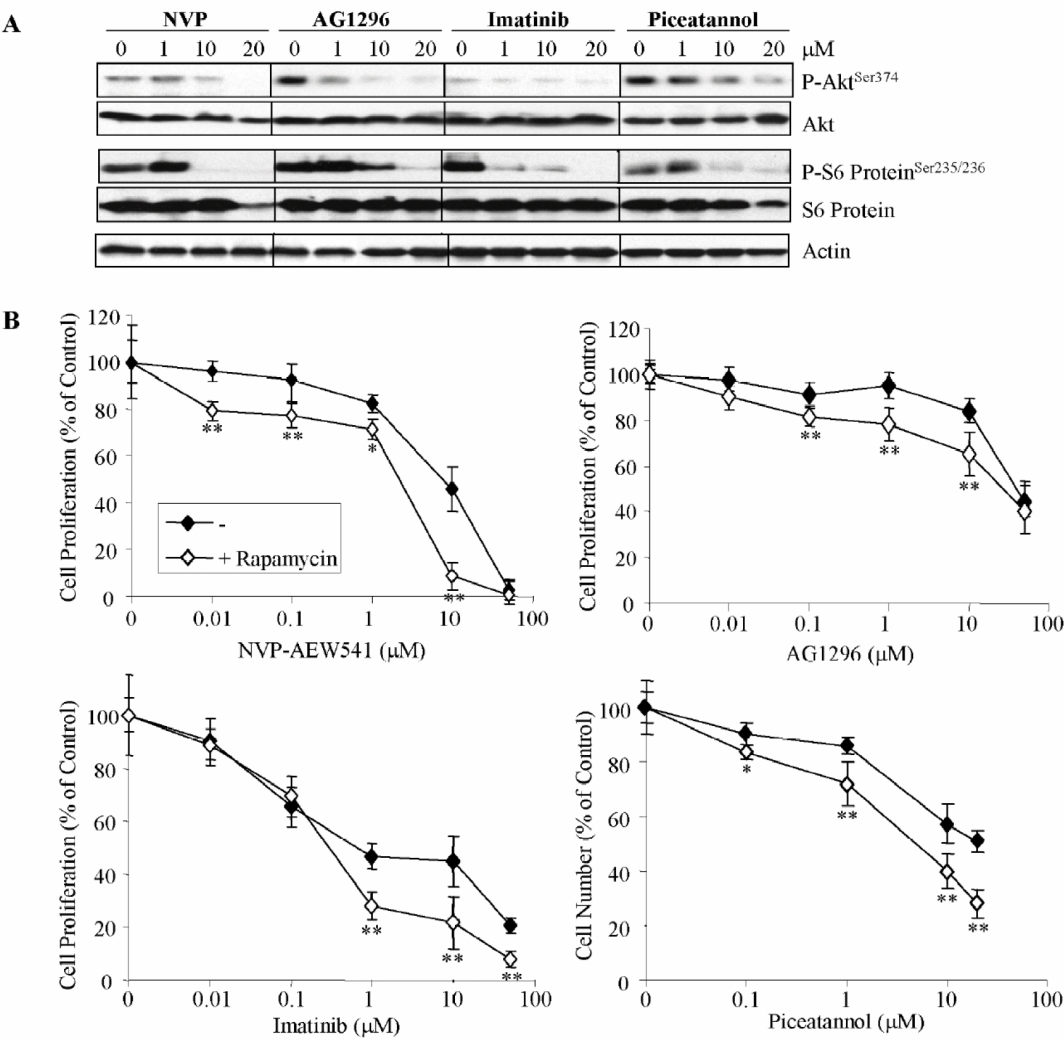 A
NVP AG1296 Imatinib Piceatannol
0 1 10 20 0 1 10 20 0 1 10 20 0 1 10 20 μM
P-Akt^Ser374
Akt
P-S6 Protein^Ser235/236
S6 Protein
Actin
B
Cell Proliferation (% of Control)
120
100
80
60
40
20
0
**
**
*
**
-
+ Rapamycin
0 0.01 0.1 1 10 100
NVP-AEW541 (μM)
Cell Proliferation (% of Control)
120
100
80
60
40
20
0
**
**
**
0 0.01 0.1 1 10 100
AG1296 (μM)
Cell Proliferation (% of Control)
100
80
60
40
20
0
**
**
**
0 0.01 0.1 1 10 100
Imatinib (μM)
Cell Number (% of Control)
100
80
60
40
20
0
*
**
**
**
0 0.1 1 10 100
Piceatannol (μM)